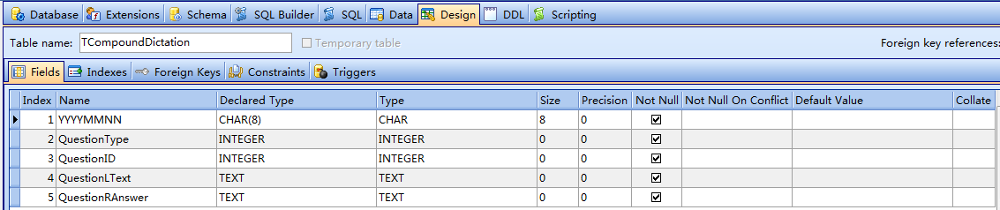 Database Extensions Schema SQL Builder SQL Data Design DDL Scripting
Table name: TCompoundDictation Temporary table Foreign key references:
Fields Indexes Foreign Keys Constraints Triggers
Index Name Declared Type Type Size Precision Not Null Not Null On Conflict Default Value Collate
1 YYYYMMNN CHAR(8) CHAR 8 0
2 QuestionType INTEGER INTEGER 0 0
3 QuestionID INTEGER INTEGER 0 0
4 QuestionLText TEXT TEXT 0 0
5 QuestionRAnswer TEXT TEXT 0 0